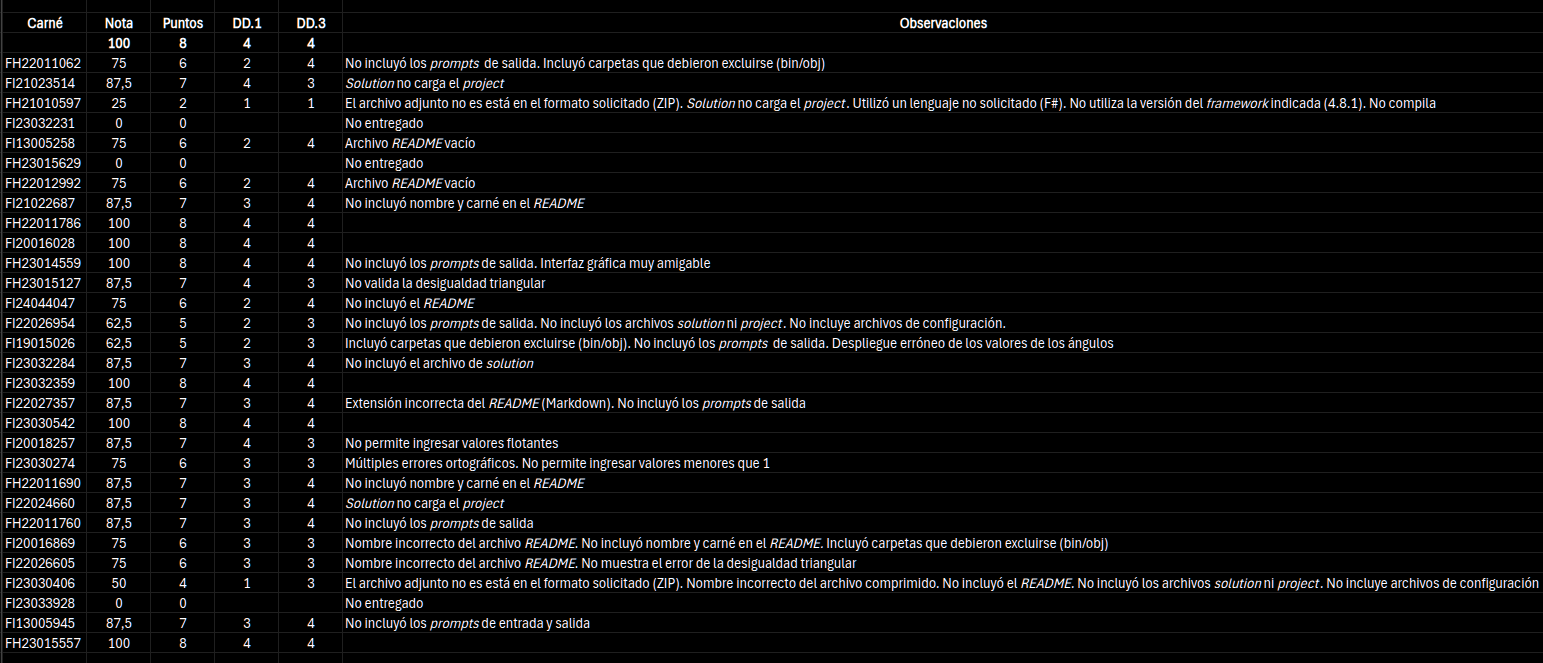 Carné Nota Puntos DD.1 DD.3 Observaciones
100 8 4 4
FH22011062 75 6 2 4 No incluyó los prompts de salida. Incluyó carpetas que debieron excluirse (bin/obj)
FI21023514 87,5 7 4 3 Solution no carga el project
FH21010597 25 2 1 1 El archivo adjunto no es está en el formato solicitado (ZIP). Solution no carga el project. Utilizó un lenguaje no solicitado (F#). No utiliza la versión del framework indicada (4.8.1). No compila
FI23032231 0 0 No entregado
FI13005258 75 6 2 4 Archivo README vacío
FH23015629 0 0 No entregado
FH22012992 75 6 2 4 Archivo README vacío
FI21022687 87,5 7 3 4 No incluyó nombre y carné en el README
FH22011786 100 8 4 4
FI20016028 100 8 4 4
FH23014559 100 8 4 4 No incluyó los prompts de salida. Interfaz gráfica muy amigable
FH23015127 87,5 7 4 3 No valida la desigualdad triangular
FI24044047 75 6 2 4 No incluyó el README
FI22026954 62,5 5 2 3 No incluyó los prompts de salida. No incluyó los archivos solution ni project. No incluye archivos de configuración.
FI19015026 62,5 5 2 3 Incluyó carpetas que debieron excluirse (bin/obj). No incluyó los prompts de salida. Despliegue erróneo de los valores de los ángulos
FI23032284 87,5 7 3 4 No incluyó el archivo de solution
FI23032359 100 8 4 4
FI22027357 87,5 7 3 4 Extensión incorrecta del README (Markdown). No incluyó los prompts de salida
FI23030542 100 8 4 4
FI20018257 87,5 7 4 3 No permite ingresar valores flotantes
FI23030274 75 6 3 3 Múltiples errores ortográficos. No permite ingresar valores menores que 1
FH22011690 87,5 7 3 4 No incluyó nombre y carné en el README
FI22024660 87,5 7 3 4 Solution no carga el project
FH22011760 87,5 7 3 4 No incluyó los prompts de salida
FI20016869 75 6 3 3 Nombre incorrecto del archivo README. No incluyó nombre y carné en el README. Incluyó carpetas que debieron excluirse (bin/obj)
FI22026605 75 6 3 3 Nombre incorrecto del archivo README. No muestra el error de la desigualdad triangular
FI23030406 50 4 1 3 El archivo adjunto no es está en el formato solicitado (ZIP). Nombre incorrecto del archivo comprimido. No incluyó el README. No incluyó los archivos solution ni project. No incluye archivos de configuración
FI23033928 0 0 No entregado
FI13005945 87,5 7 3 4 No incluyó los prompts de entrada y salida
FH23015557 100 8 4 4